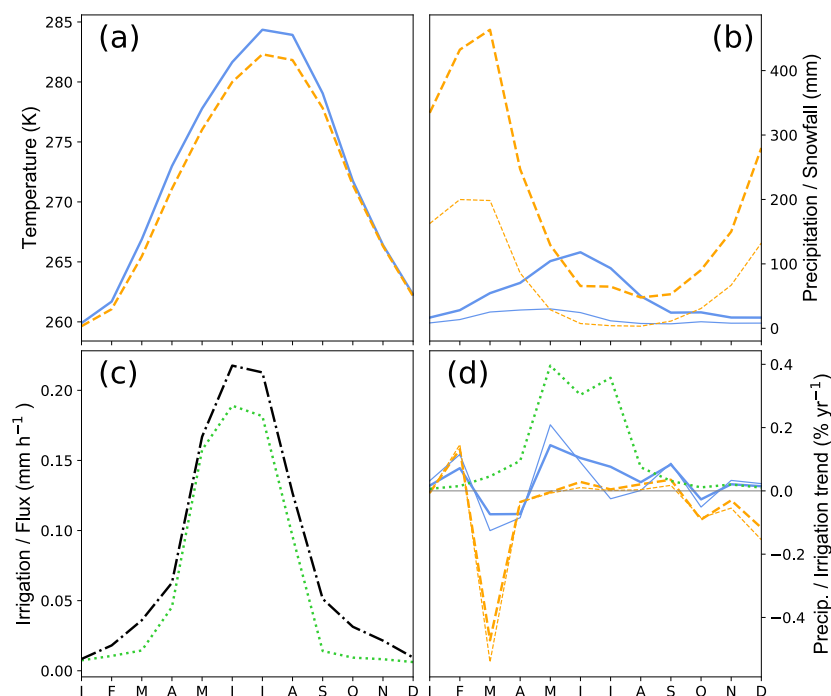 (a)
285
280
275
270
265
260
Temperature (K)
(b)
400
300
200
100
0
Precipitation / Snowfall (mm)
(c)
0.20
0.15
0.10
0.05
0.00
Irrigation / Flux (mm h⁻¹ )
(d)
0.4
0.2
0.0
−0.2
−0.4
Precip. / Irrigation trend (% yr⁻¹)
J F M A M J J A S O N D
J F M A M J J A S O N D